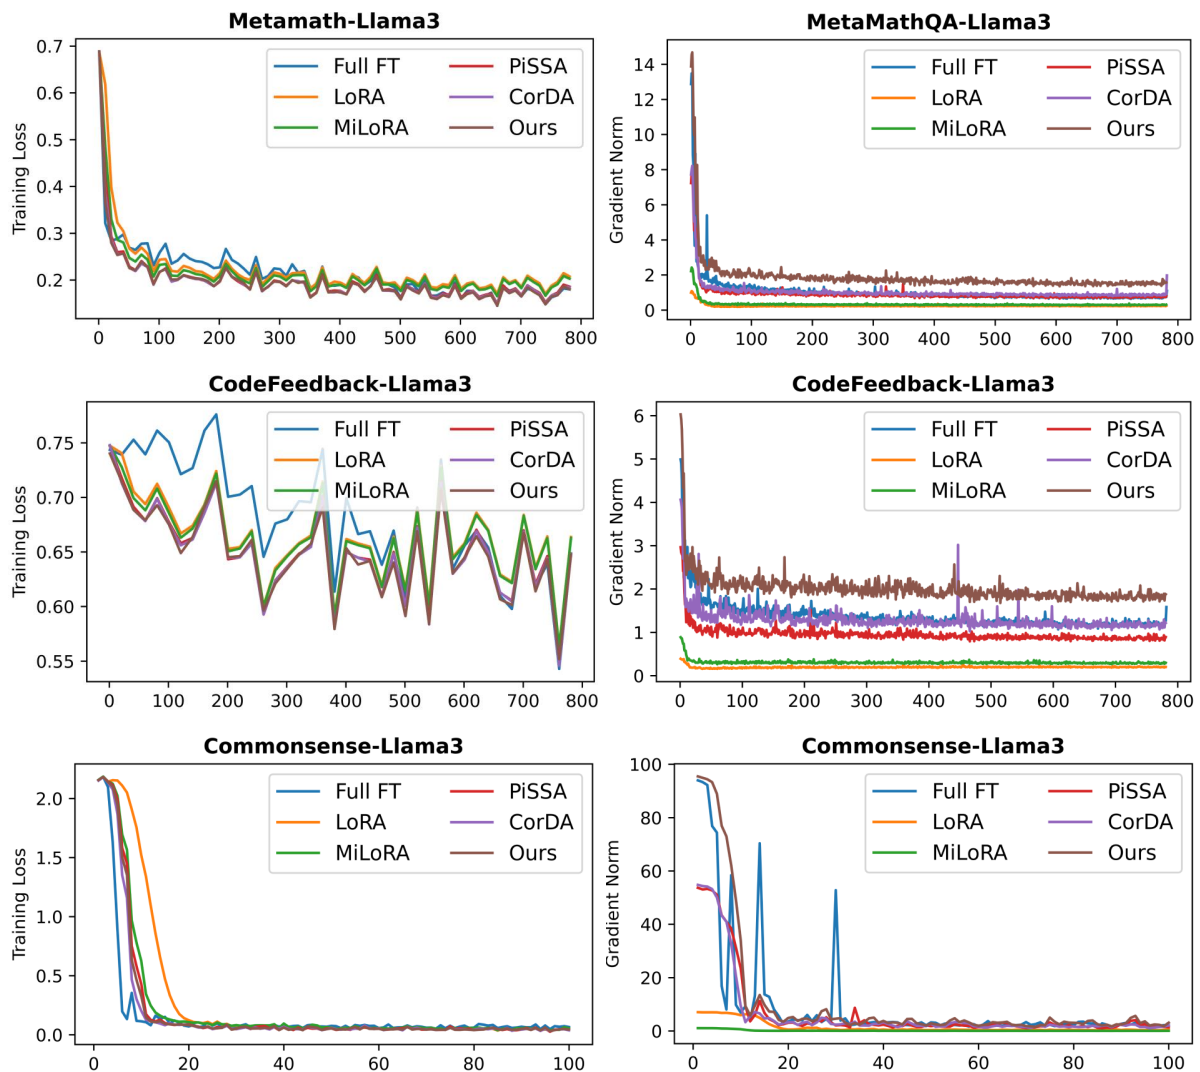 Metamath-Llama3
Training Loss
0.7
0.6
0.5
0.4
0.3
0.2
0 100 200 300 400 500 600 700 800
Full FT PiSSA
LoRA CorDA
MiLoRA Ours
MetaMathQA-Llama3
Gradient Norm
14
12
10
8
6
4
2
0
0 100 200 300 400 500 600 700 800
Full FT PiSSA
LoRA CorDA
MiLoRA Ours
CodeFeedback-Llama3
Training Loss
0.75
0.70
0.65
0.60
0.55
0 100 200 300 400 500 600 700 800
Full FT PiSSA
LoRA CorDA
MiLoRA Ours
CodeFeedback-Llama3
Gradient Norm
6
5
4
3
2
1
0
0 100 200 300 400 500 600 700 800
Full FT PiSSA
LoRA CorDA
MiLoRA Ours
Commonsense-Llama3
Training Loss
2.0
1.5
1.0
0.5
0.0
0 20 40 60 80 100
Full FT PiSSA
LoRA CorDA
MiLoRA Ours
Commonsense-Llama3
Gradient Norm
100
80
60
40
20
0
0 20 40 60 80 100
Full FT PiSSA
LoRA CorDA
MiLoRA Ours